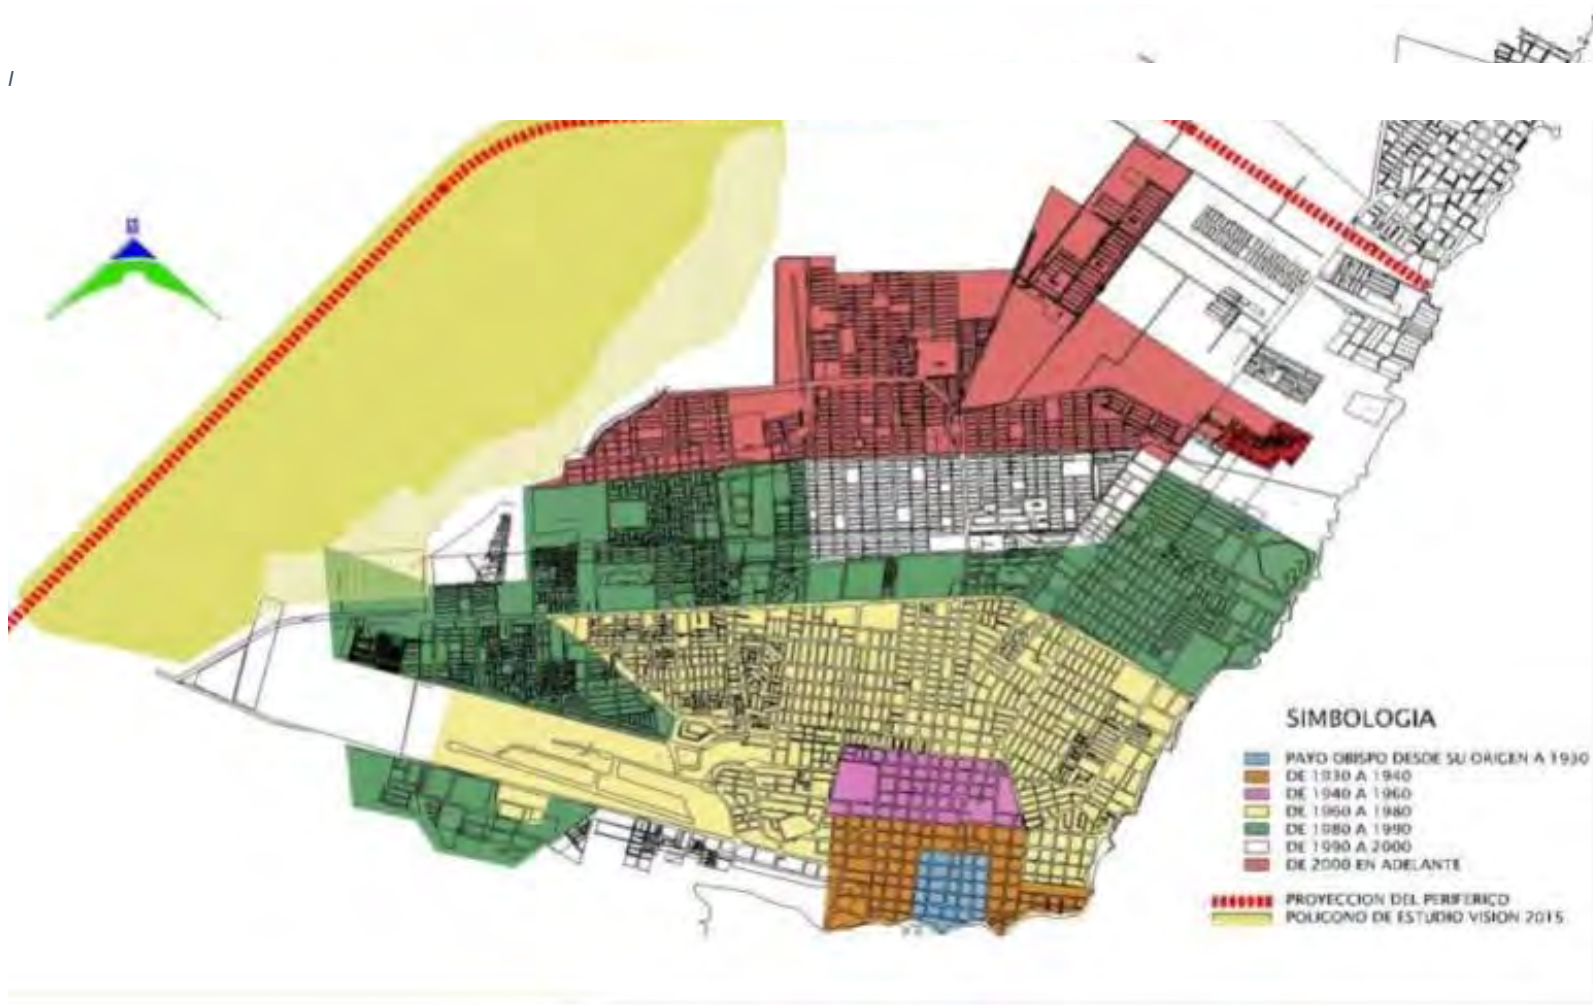 SIMBOLOGIA
PAYO OBISPO DESDE SU ORIGEN A 1930
DE 1930 A 1940
DE 1940 A 1960
DE 1960 A 1980
DE 1980 A 1990
DE 1990 A 2000
DE 2000 EN ADELANTE
PROYECCION DEL PERIFERICO
POLIGONO DE ESTUDIO VISION 2015